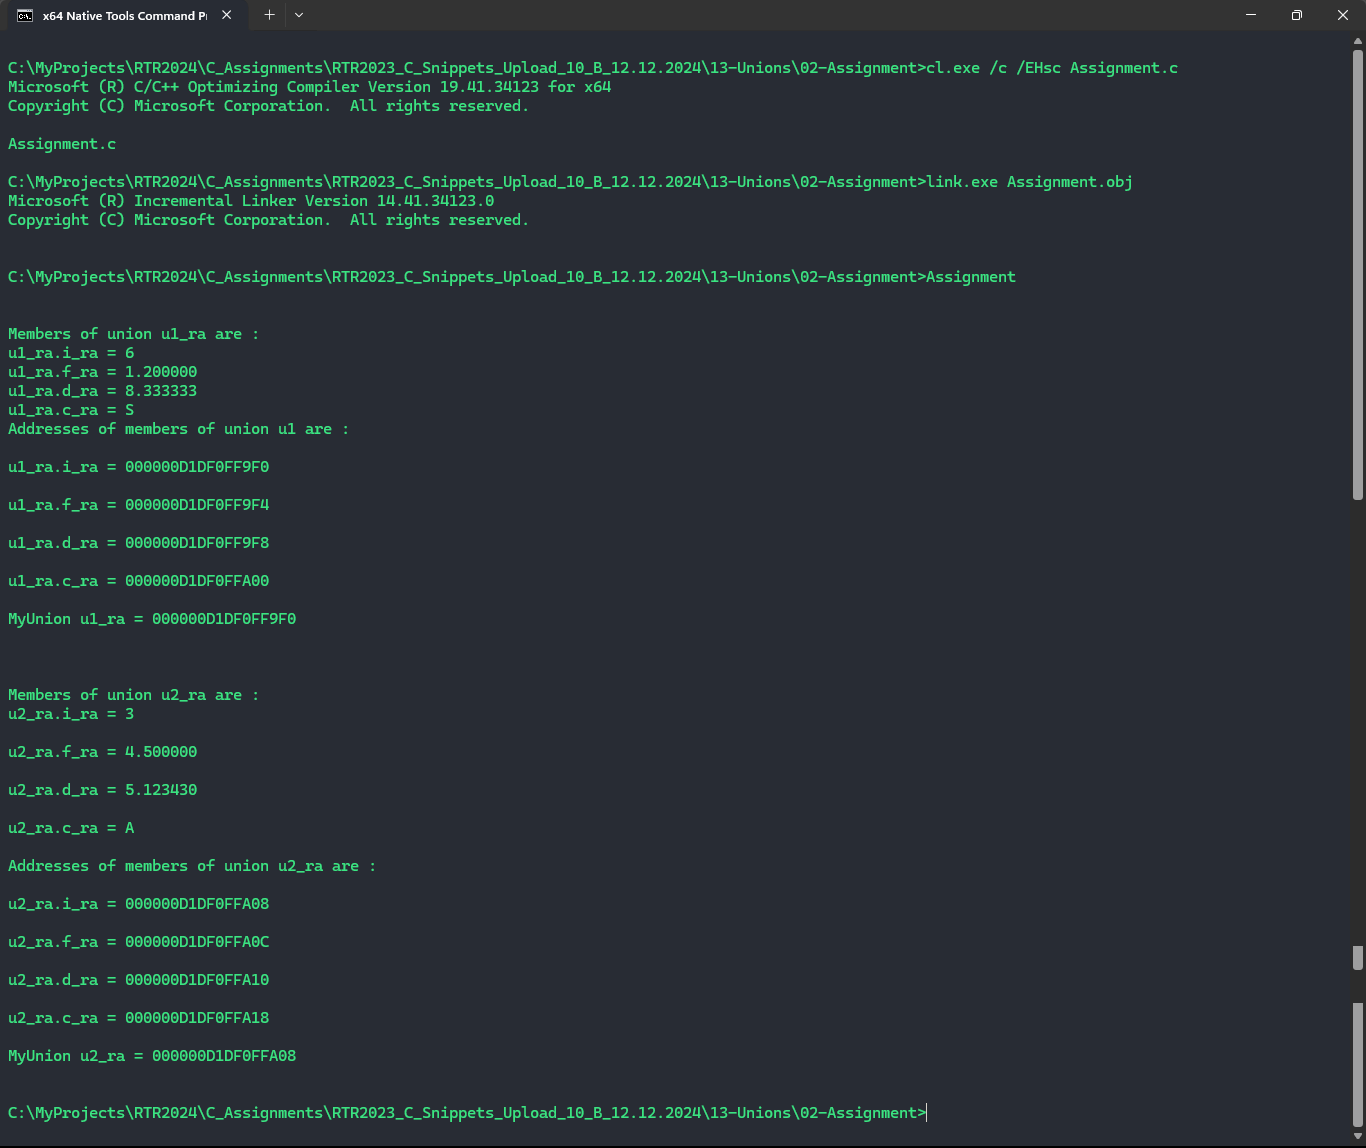 x64 Native Tools Command P
C:\MyProjects\RTR2024\C_Assignments\RTR2023_C_Snippets_Upload_10_B_12.12.2024\13-Unions\02-Assignment>cl.exe /c /EHsc Assignment.c
Microsoft (R) C/C++ Optimizing Compiler Version 19.41.34123 for x64
Copyright (C) Microsoft Corporation.  All rights reserved.
Assignment.c
C:\MyProjects\RTR2024\C_Assignments\RTR2023_C_Snippets_Upload_10_B_12.12.2024\13-Unions\02-Assignment>link.exe Assignment.obj
Microsoft (R) Incremental Linker Version 14.41.34123.0
Copyright (C) Microsoft Corporation.  All rights reserved.
C:\MyProjects\RTR2024\C_Assignments\RTR2023_C_Snippets_Upload_10_B_12.12.2024\13-Unions\02-Assignment>Assignment
Members of union u1_ra are :
u1_ra.i_ra = 6
u1_ra.f_ra = 1.200000
u1_ra.d_ra = 8.333333
u1_ra.c_ra = S
Addresses of members of union u1 are :
u1_ra.i_ra = 000000D1DF0FF9F0
u1_ra.f_ra = 000000D1DF0FF9F4
u1_ra.d_ra = 000000D1DF0FF9F8
u1_ra.c_ra = 000000D1DF0FFA00
MyUnion u1_ra = 000000D1DF0FF9F0
Members of union u2_ra are :
u2_ra.i_ra = 3
u2_ra.f_ra = 4.500000
u2_ra.d_ra = 5.123430
u2_ra.c_ra = A
Addresses of members of union u2_ra are :
u2_ra.i_ra = 000000D1DF0FFA08
u2_ra.f_ra = 000000D1DF0FFA0C
u2_ra.d_ra = 000000D1DF0FFA10
u2_ra.c_ra = 000000D1DF0FFA18
MyUnion u2_ra = 000000D1DF0FFA08
C:\MyProjects\RTR2024\C_Assignments\RTR2023_C_Snippets_Upload_10_B_12.12.2024\13-Unions\02-Assignment>